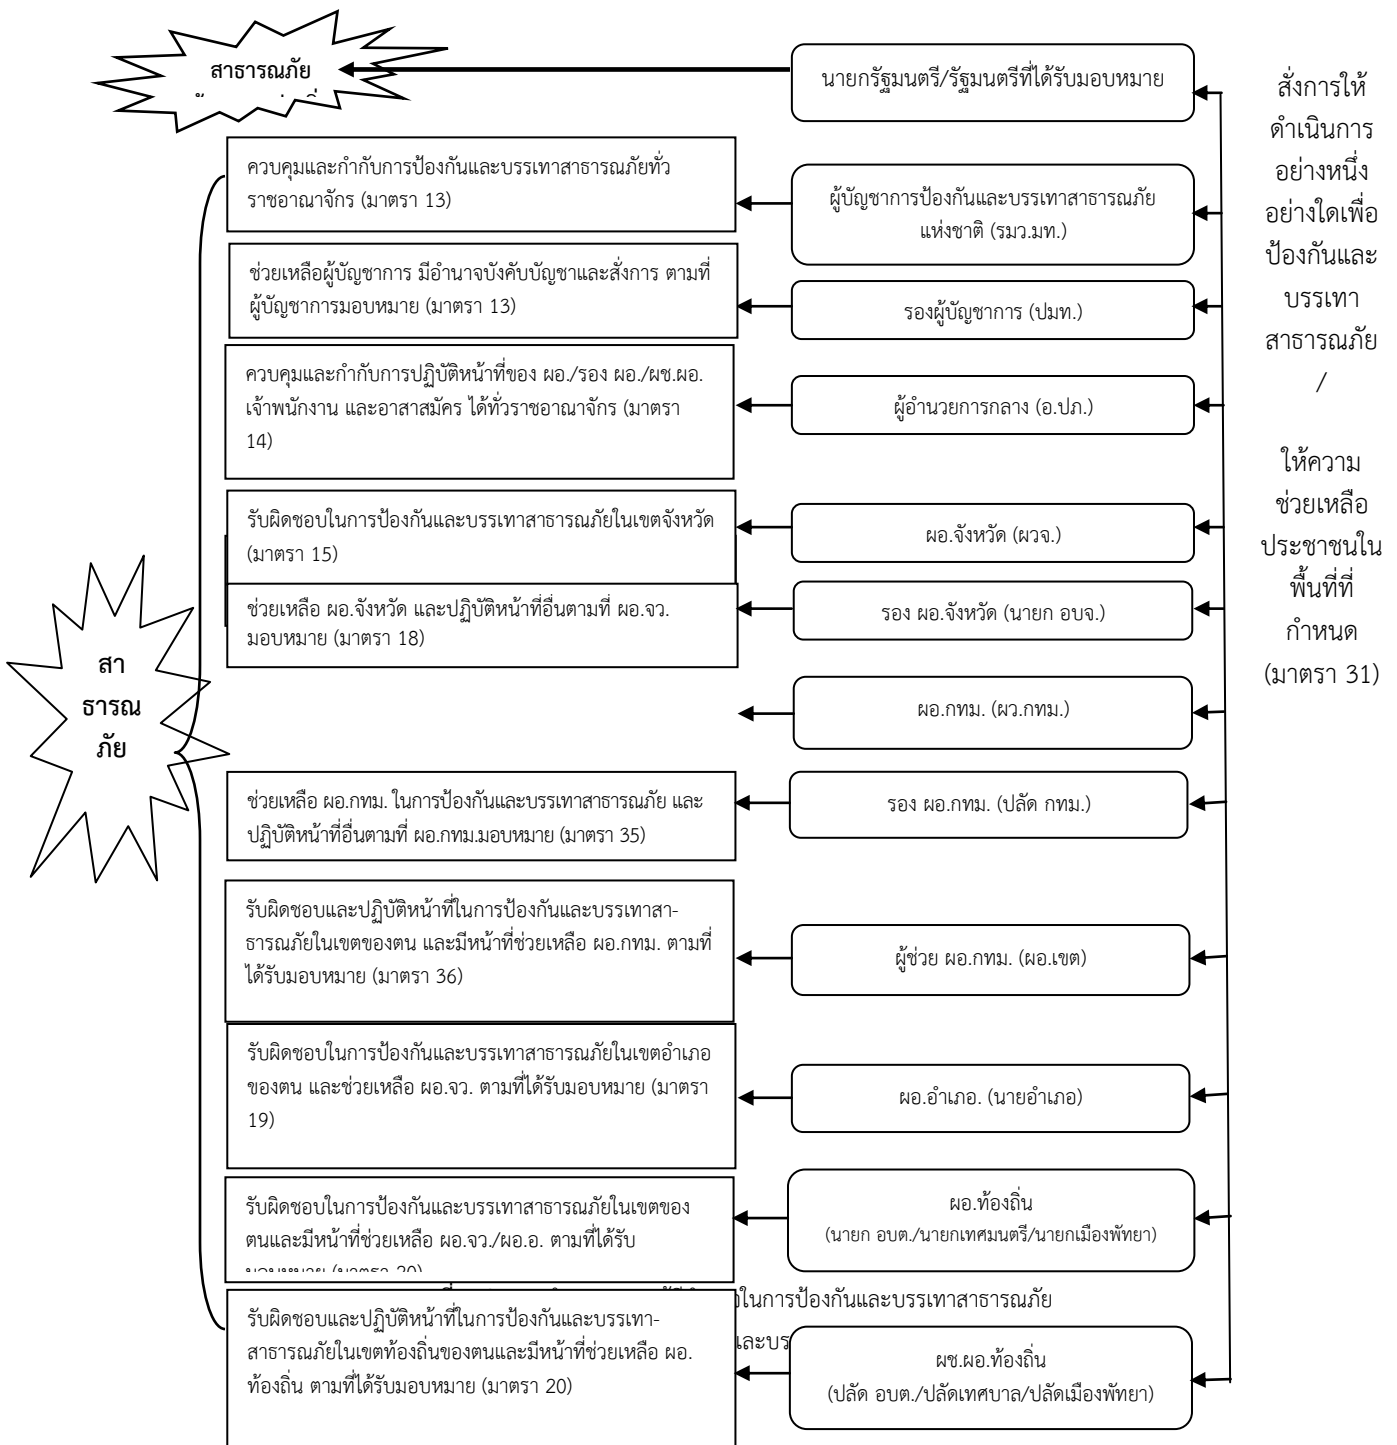 สาธารณภัย
นายกรัฐมนตรี/รัฐมนตรีที่ได้รับมอบหมาย
สั่งการให้
ดำเนินการ
อย่างหนึ่ง
อย่างใดเพื่อ
ป้องกันและ
บรรเทา
สาธารณภัย
/
ให้ความ
ช่วยเหลือ
ประชาชนใน
พื้นที่ที่
กำหนด
(มาตรา 31)
ควบคุมและกำกับการป้องกันและบรรเทาสาธารณภัยทั่ว
ราชอาณาจักร (มาตรา 13)
ผู้บัญชาการป้องกันและบรรเทาสาธารณภัย
แห่งชาติ (รมว.มท.)
ช่วยเหลือผู้บัญชาการ มีอำนาจบังคับบัญชาและสั่งการ ตามที่
ผู้บัญชาการมอบหมาย (มาตรา 13)
รองผู้บัญชาการ (ปมท.)
ควบคุมและกำกับการปฏิบัติหน้าที่ของ ผอ./รอง ผอ./ผช.ผอ.
เจ้าพนักงาน และอาสาสมัคร ได้ทั่วราชอาณาจักร (มาตรา
14)
ผู้อำนวยการกลาง (อ.ปภ.)
รับผิดชอบในการป้องกันและบรรเทาสาธารณภัยในเขตจังหวัด
(มาตรา 15)
ผอ.จังหวัด (ผวจ.)
ช่วยเหลือ ผอ.จังหวัด และปฏิบัติหน้าที่อื่นตามที่ ผอ.จว.
มอบหมาย (มาตรา 18)
รอง ผอ.จังหวัด (นายก อบจ.)
สา
ธารณ
ภัย
ผอ.กทม. (ผว.กทม.)
ช่วยเหลือ ผอ.กทม. ในการป้องกันและบรรเทาสาธารณภัย และ
ปฏิบัติหน้าที่อื่นตามที่ ผอ.กทม.มอบหมาย (มาตรา 35)
รอง ผอ.กทม. (ปลัด กทม.)
รับผิดชอบและปฏิบัติหน้าที่ในการป้องกันและบรรเทาสา-
ธารณภัยในเขตของตน และมีหน้าที่ช่วยเหลือ ผอ.กทม. ตามที่
ได้รับมอบหมาย (มาตรา 36)
ผู้ช่วย ผอ.กทม. (ผอ.เขต)
รับผิดชอบในการป้องกันและบรรเทาสาธารณภัยในเขตอำเภอ
ของตน และช่วยเหลือ ผอ.จว. ตามที่ได้รับมอบหมาย (มาตรา
19)
ผอ.อำเภอ. (นายอำเภอ)
รับผิดชอบในการป้องกันและบรรเทาสาธารณภัยในเขตของ
ตนและมีหน้าที่ช่วยเหลือ ผอ.จว./ผอ.อ. ตามที่ได้รับ
ผอ.ท้องถิ่น
(นายก อบต./นายกเทศมนตรี/นายกเมืองพัทยา)
ในการป้องกันและบรรเทาสาธารณภัย
รับผิดชอบและปฏิบัติหน้าที่ในการป้องกันและบรรเทา-
สาธารณภัยในเขตท้องถิ่นของตนและมีหน้าที่ช่วยเหลือ ผอ.
ท้องถิ่น ตามที่ได้รับมอบหมาย (มาตรา 20)
ผช.ผอ.ท้องถิ่น
(ปลัด อบต./ปลัดเทศบาล/ปลัดเมืองพัทยา)